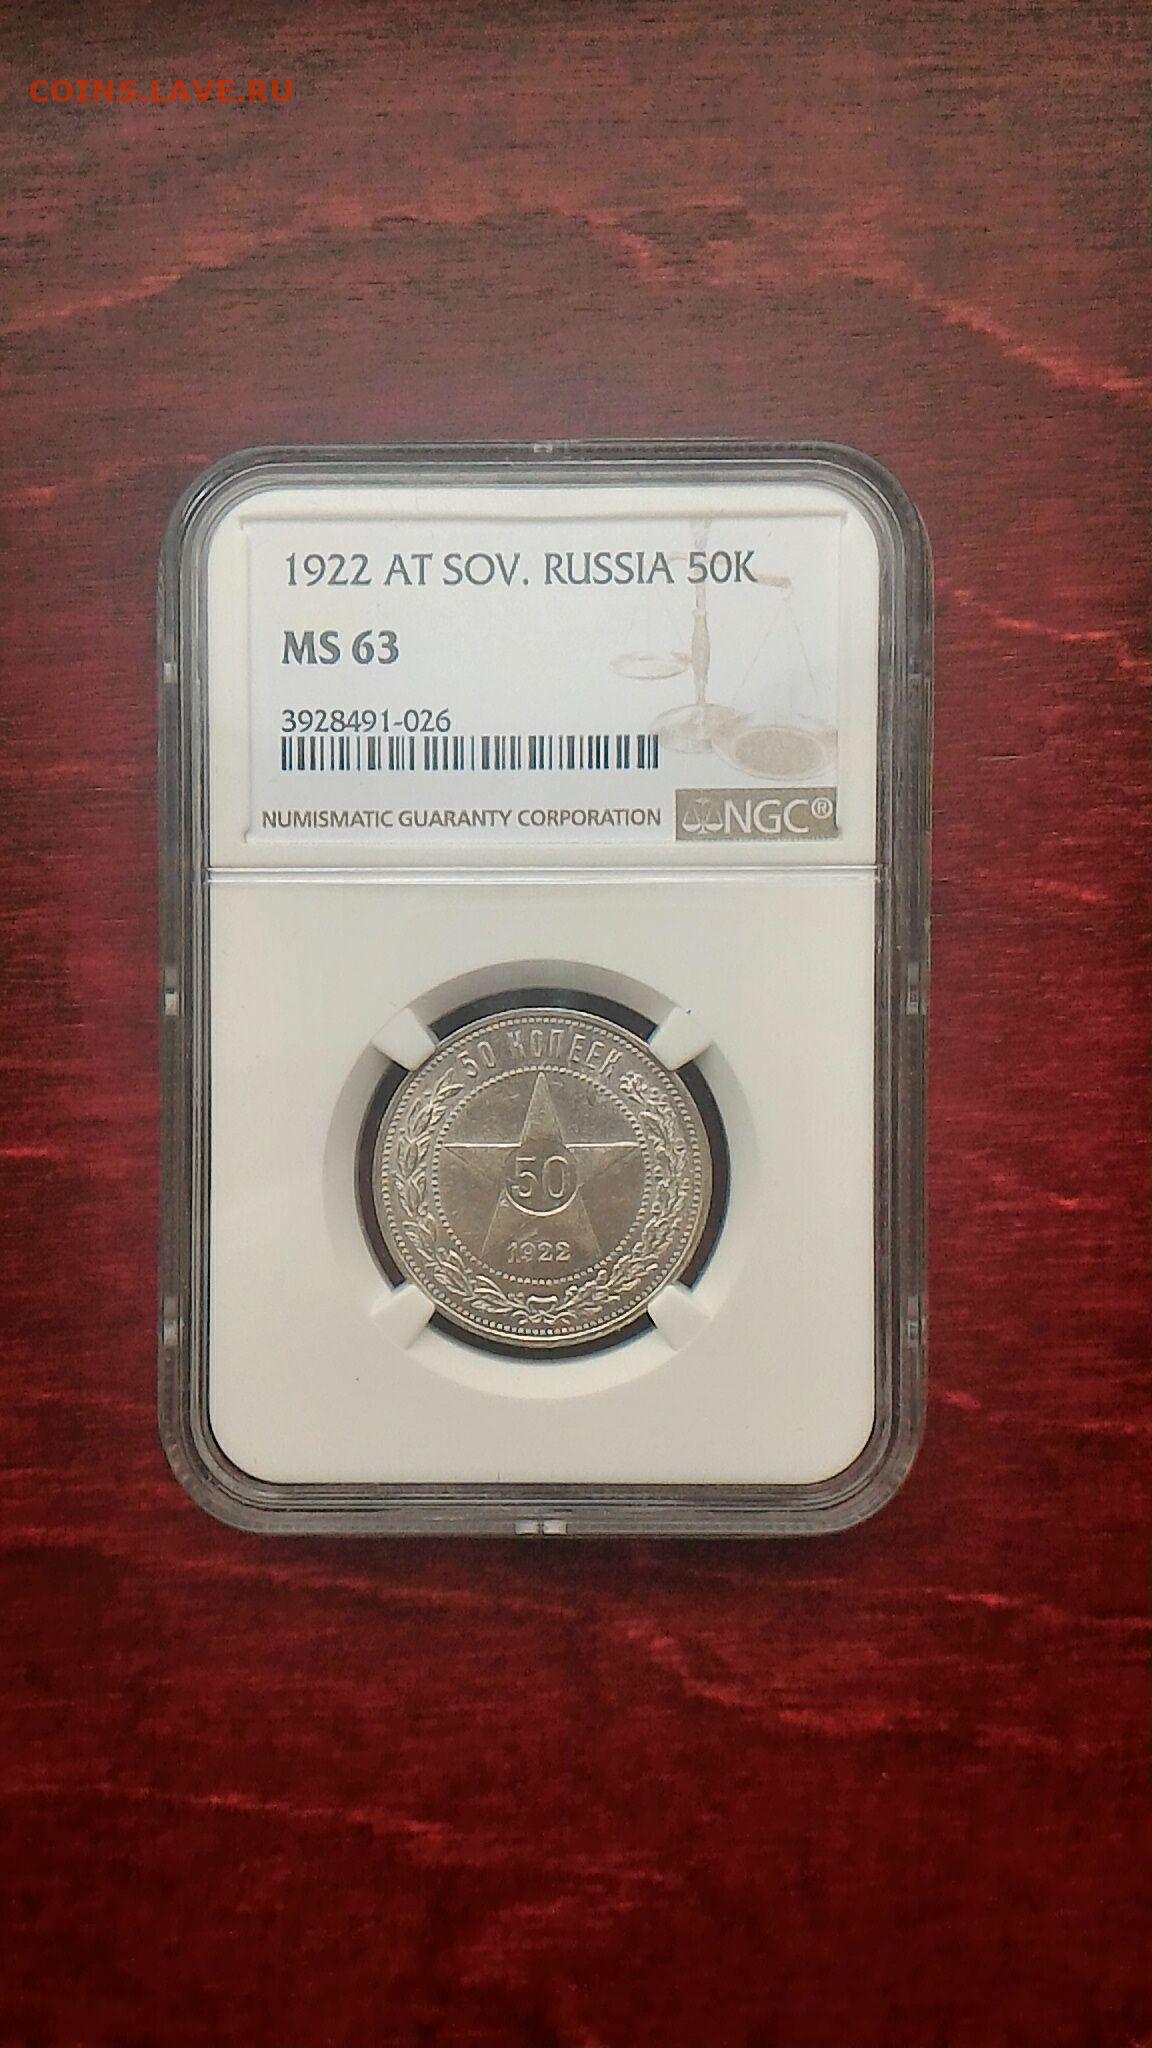 COINS.LAVE.RU
1922 AT SOV. RUSSIA 50K
MS 63
3928491-026
NUMISMATIC GUARANTY CORPORATION
NGC®
50 КОПЕЕК
50
1922